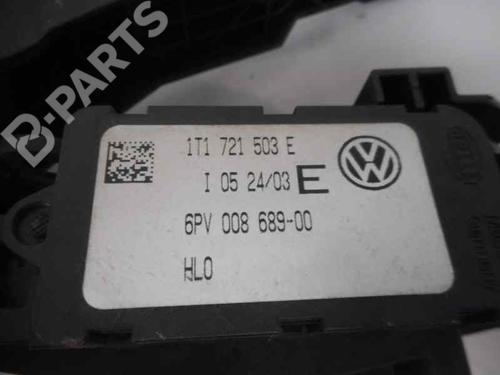 B-PARTS
1T1 721 503 E
I 05 24/03 E
6PV 008 689-00
HLO